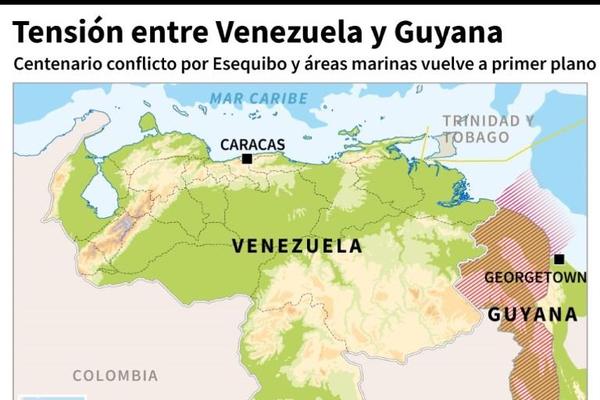 Tensión entre Venezuela y Guyana
Centenario conflicto por Esequibo y áreas marinas vuelve a primer plano
MAR CARIBE
TRINIDAD Y
TOBAGO
CARACAS
VENEZUELA
GEORGETOWN
GUYANA
COLOMBIA